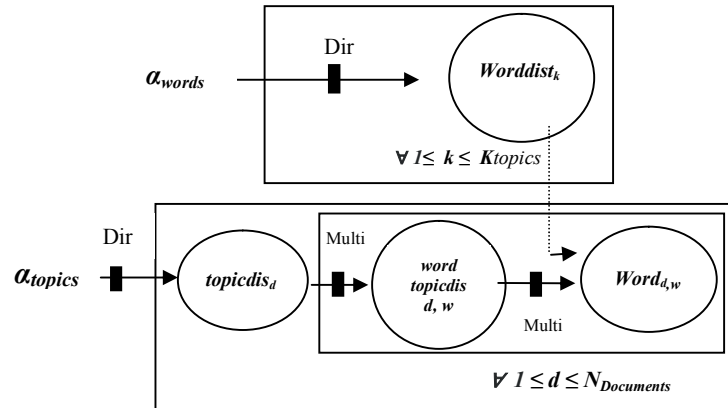 Dir
Worddist_k
α_words
∀ 1≤ k ≤ Ktopics
Dir
Multi
α_topics
topicdis_d
word
topicdis
d, w
Word_d,w
Multi
∀ 1 ≤ d ≤ N_Documents